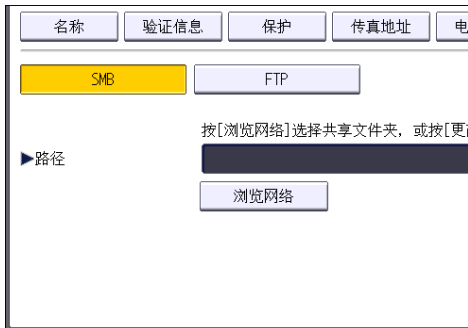 名称 验证信息 保护 传真地址 电
SMB FTP
按[浏览网络]选择共享文件夹, 或按[更
▶路径
浏览网络